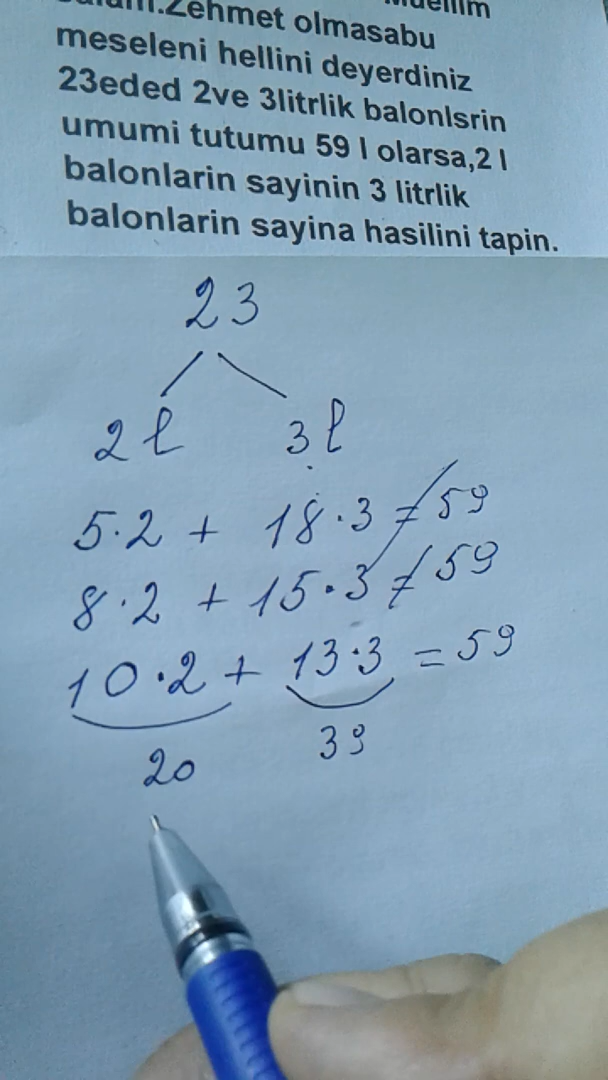 Zehmet olmasabu
meseleni hellini deyerdiniz
23eded 2ve 3litrlik balonlsrin
umumi tutumu 59 l olarsa,2 l
balonlarin sayinin 3 litrlik
balonlarin sayina hasilini tapin.
23
2l 3l
5·2 + 18·3 ≠ 59
8·2 + 15·3 ≠ 59
10·2 + 13·3 = 59
20 39